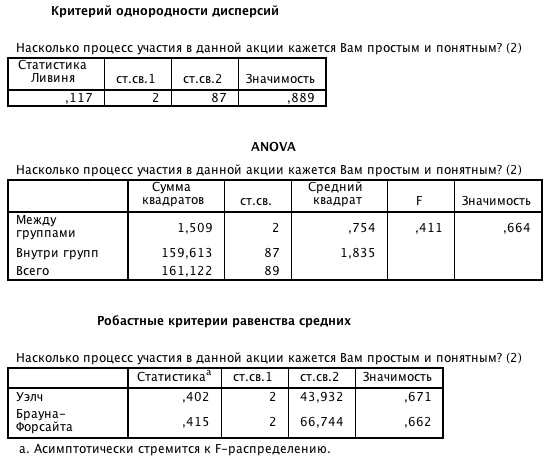 Критерий однородности дисперсий
Насколько процесс участия в данной акции кажется Вам простым и понятным? (2)
Статистика Ливиня ст.св.1 ст.св.2 Значимость
,117 2 87 ,889
ANOVA
Насколько процесс участия в данной акции кажется Вам простым и понятным? (2)
Сумма квадратов ст.св. Средний квадрат F Значимость
Между группами 1,509 2 ,754 ,411 ,664
Внутри групп 159,613 87 1,835
Всего 161,122 89
Робастные критерии равенства средних
Насколько процесс участия в данной акции кажется Вам простым и понятным? (2)
Статистикаa ст.св.1 ст.св.2 Значимость
Уэлч ,402 2 43,932 ,671
Брауна-Форсайта ,415 2 66,744 ,662
a. Асимптотически стремится к F-распределению.